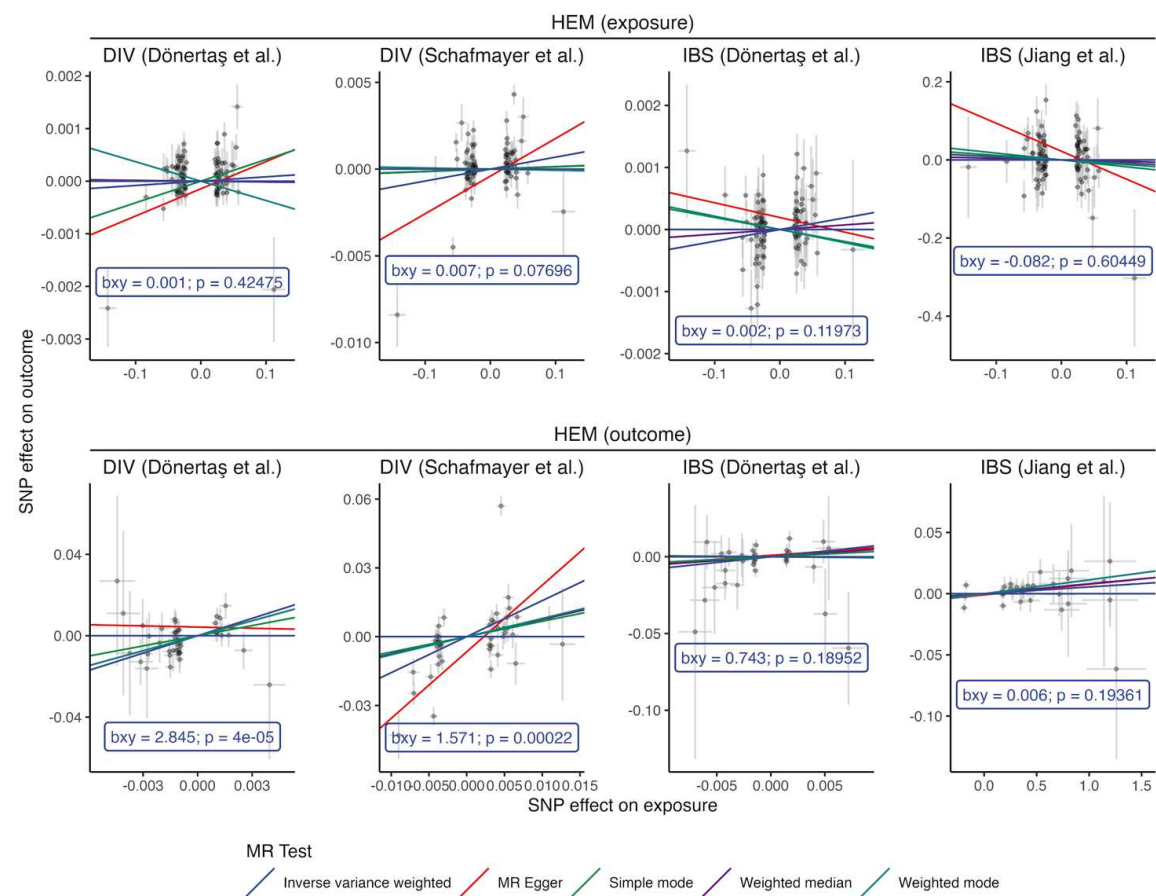 HEM (exposure)
DIV (Dönertaş et al.) DIV (Schafmayer et al.) IBS (Dönertaş et al.) IBS (Jiang et al.)
0.002 0.001 0.000 -0.001 -0.002 -0.003
bxy = 0.001; p = 0.42475
-0.1 0.0 0.1
0.005 0.000 -0.005 -0.010
bxy = 0.007; p = 0.07696
-0.1 0.0 0.1
0.002 0.001 0.000 -0.001 -0.002
bxy = 0.002; p = 0.11973
-0.1 0.0 0.1
0.2 0.0 -0.2 -0.4
bxy = -0.082; p = 0.60449
-0.1 0.0 0.1
SNP effect on outcome
HEM (outcome)
DIV (Dönertaş et al.) DIV (Schafmayer et al.) IBS (Dönertaş et al.) IBS (Jiang et al.)
0.04 0.00 -0.04
bxy = 2.845; p = 4e-05
-0.003 0.000 0.003
0.06 0.03 0.00 -0.03
bxy = 1.571; p = 0.00022
-0.010 -0.005 0.000 0.005 0.010 0.015
0.00 -0.05 -0.10
bxy = 0.743; p = 0.18952
-0.005 0.000 0.005
0.05 0.00 -0.05 -0.10
bxy = 0.006; p = 0.19361
0.0 0.5 1.0 1.5
SNP effect on exposure
MR Test
Inverse variance weighted MR Egger Simple mode Weighted median Weighted mode